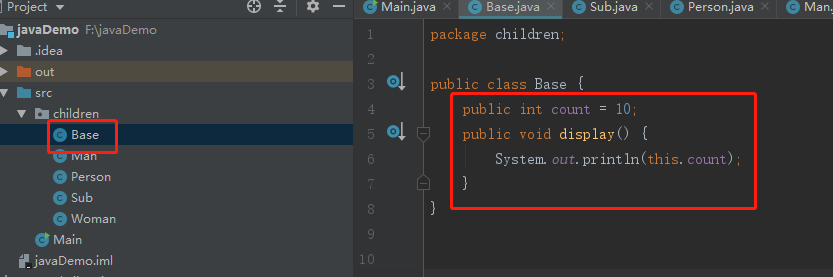 Project
javaDemo F:\javaDemo
.idea
out
src
children
Base
Man
Person
Sub
Woman
Main
javaDemo.iml
Main.java
Base.java
Sub.java
Person.java
Man.
1 package children;
2
3 public class Base {
4 public int count = 10;
5 public void display() {
6 System.out.println(this.count);
7 }
8 }
9
10